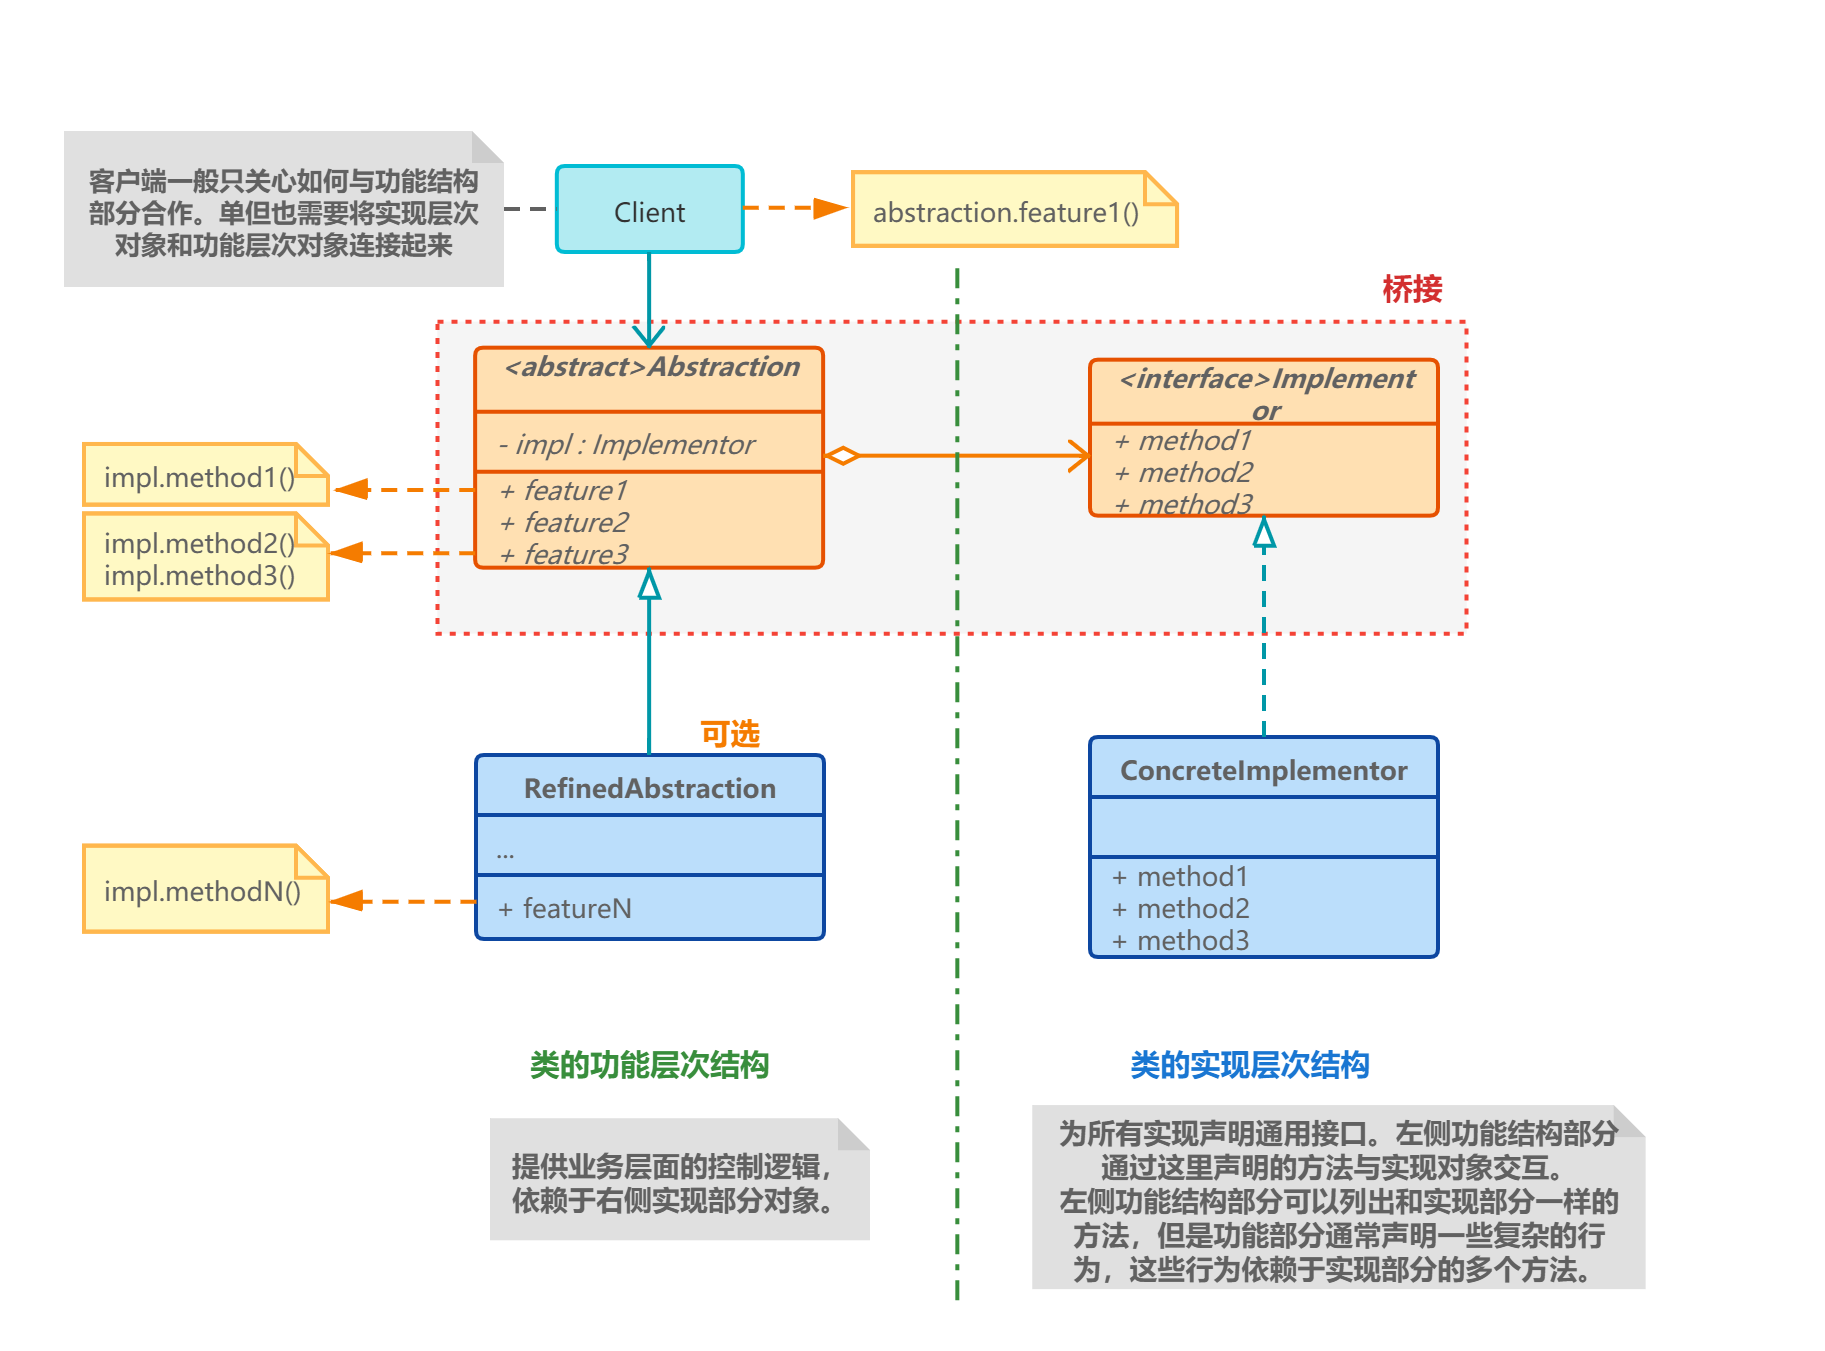 客户端一般只关心如何与功能结构
部分合作。单但也需要将实现层次
对象和功能层次对象连接起来
Client
abstraction.feature1()
桥接
<abstract>Abstraction
- impl : Implementor
+ feature1
+ feature2
+ feature3
<interface>Implement
or
+ method1
+ method2
+ method3
impl.method1()
impl.method2()
impl.method3()
可选
RefinedAbstraction
...
+ featureN
impl.methodN()
ConcreteImplementor
+ method1
+ method2
+ method3
类的功能层次结构
提供业务层面的控制逻辑，
依赖于右侧实现部分对象。
类的实现层次结构
为所有实现声明通用接口。左侧功能结构部分
通过这里声明的方法与实现对象交互。
左侧功能结构部分可以列出和实现部分一样的
方法，但是功能部分通常声明一些复杂的行
为，这些行为依赖于实现部分的多个方法。